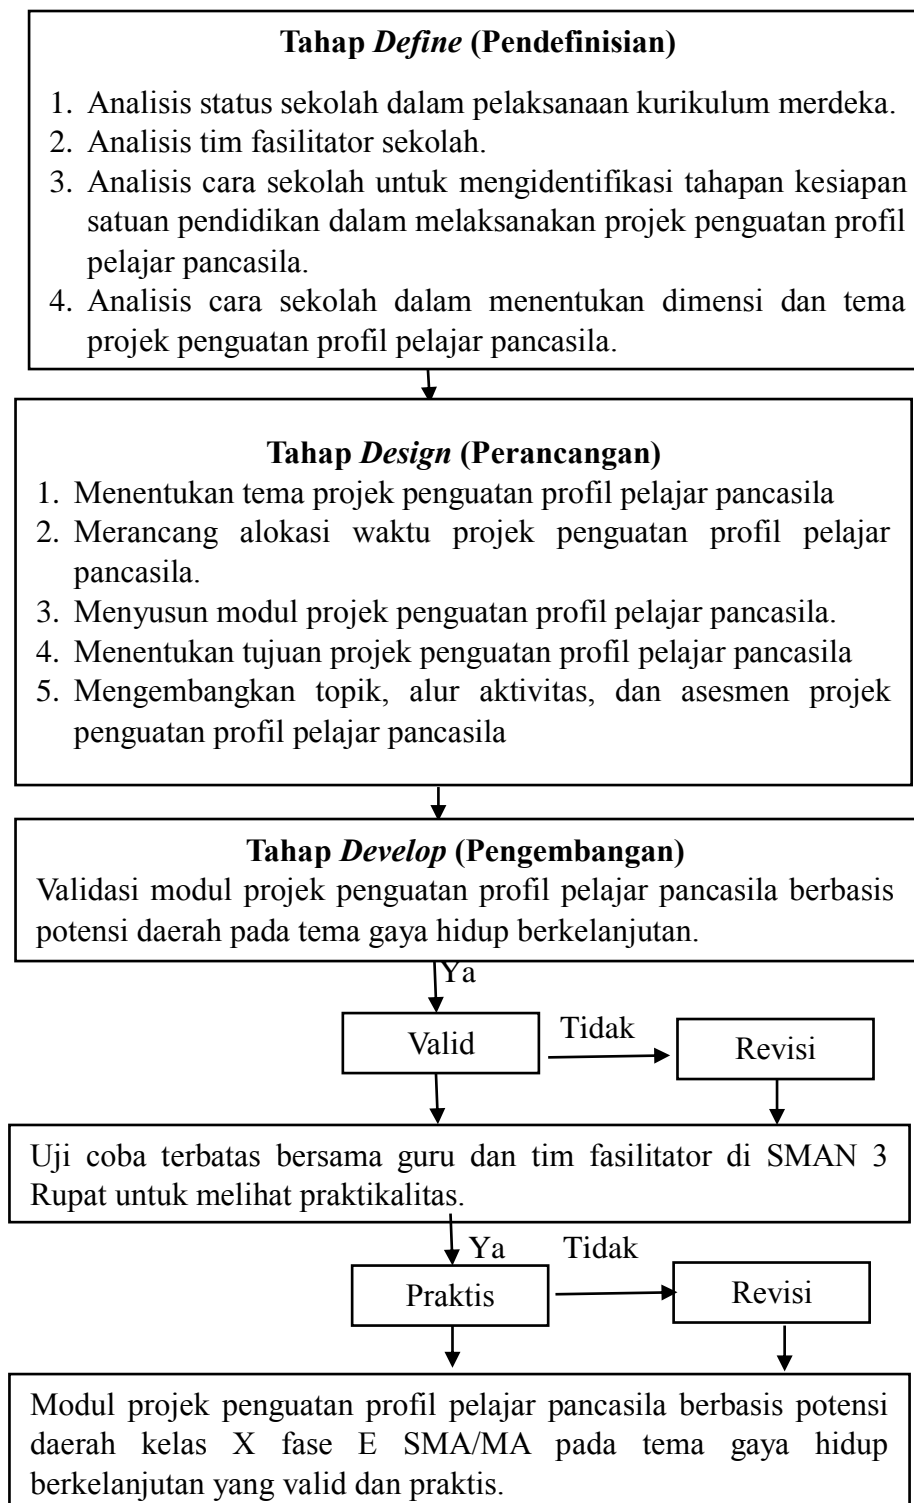 Tahap Define (Pendefinisian)
1. Analisis status sekolah dalam pelaksanaan kurikulum merdeka.
2. Analisis tim fasilitator sekolah.
3. Analisis cara sekolah untuk mengidentifikasi tahapan kesiapan
satuan pendidikan dalam melaksanakan projek penguatan profil
pelajar pancasila.
4. Analisis cara sekolah dalam menentukan dimensi dan tema
projek penguatan profil pelajar pancasila.
Tahap Design (Perancangan)
1. Menentukan tema projek penguatan profil pelajar pancasila
2. Merancang alokasi waktu projek penguatan profil pelajar
pancasila.
3. Menyusun modul projek penguatan profil pelajar pancasila.
4. Menentukan tujuan projek penguatan profil pelajar pancasila
5. Mengembangkan topik, alur aktivitas, dan asesmen projek
penguatan profil pelajar pancasila
Tahap Develop (Pengembangan)
Validasi modul projek penguatan profil pelajar pancasila berbasis
potensi daerah pada tema gaya hidup berkelanjutan.
Ya
Valid
Tidak
Revisi
Uji coba terbatas bersama guru dan tim fasilitator di SMAN 3
Rupat untuk melihat praktikalitas.
Ya
Tidak
Praktis
Revisi
Modul projek penguatan profil pelajar pancasila berbasis potensi
daerah kelas X fase E SMA/MA pada tema gaya hidup
berkelanjutan yang valid dan praktis.